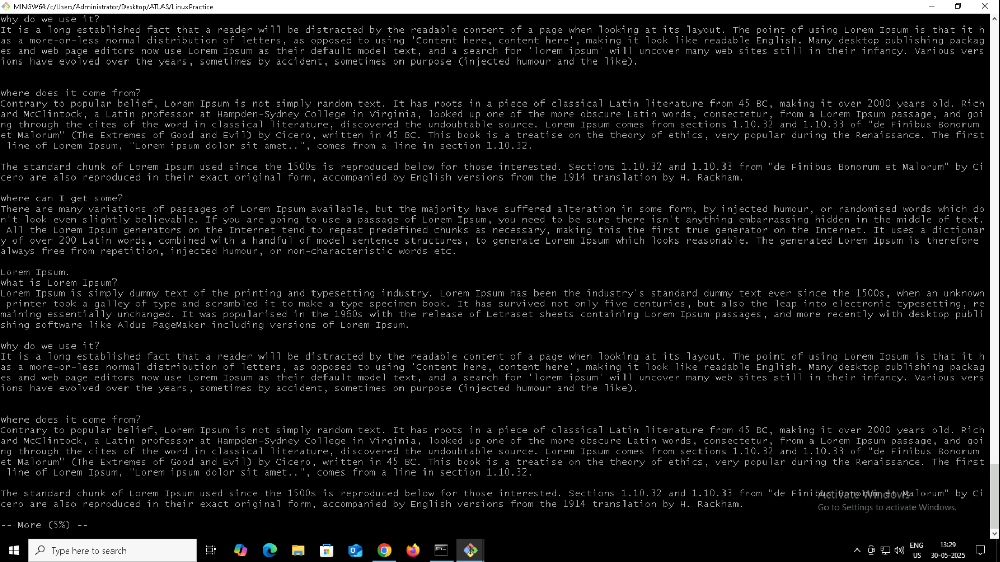 MINGW64:/c/Users/Administrator/Desktop/ATLAS/LinuxPractice
Why do we use it?
It is a long established fact that a reader will be distracted by the readable content of a page when looking at its layout. The point of using Lorem Ipsum is that it h
as a more-or-less normal distribution of letters, as opposed to using 'Content here, content here', making it look like readable English. Many desktop publishing packag
es and web page editors now use Lorem Ipsum as their default model text, and a search for 'lorem ipsum' will uncover many web sites still in their infancy. Various vers
ions have evolved over the years, sometimes by accident, sometimes on purpose (injected humour and the like).
Where does it come from?
Contrary to popular belief, Lorem Ipsum is not simply random text. It has roots in a piece of classical Latin literature from 45 BC, making it over 2000 years old. Rich
ard McClintock, a Latin professor at Hampden-Sydney College in Virginia, looked up one of the more obscure Latin words, consectetur, from a Lorem Ipsum passage, and goi
ng through the cites of the word in classical literature, discovered the undoubtable source. Lorem Ipsum comes from sections 1.10.32 and 1.10.33 of "de Finibus Bonorum
et Malorum" (The Extremes of Good and Evil) by Cicero, written in 45 BC. This book is a treatise on the theory of ethics, very popular during the Renaissance. The first
line of Lorem Ipsum, "Lorem ipsum dolor sit amet..", comes from a line in section 1.10.32.
The standard chunk of Lorem Ipsum used since the 1500s is reproduced below for those interested. Sections 1.10.32 and 1.10.33 from "de Finibus Bonorum et Malorum" by Ci
cero are also reproduced in their exact original form, accompanied by English versions from the 1914 translation by H. Rackham.
Where can I get some?
There are many variations of passages of Lorem Ipsum available, but the majority have suffered alteration in some form, by injected humour, or randomised words which do
n't look even slightly believable. If you are going to use a passage of Lorem Ipsum, you need to be sure there isn't anything embarrassing hidden in the middle of text.
All the Lorem Ipsum generators on the Internet tend to repeat predefined chunks as necessary, making this the first true generator on the Internet. It uses a dictionar
y of over 200 Latin words, combined with a handful of model sentence structures, to generate Lorem Ipsum which looks reasonable. The generated Lorem Ipsum is therefore
always free from repetition, injected humour, or non-characteristic words etc.
Lorem Ipsum.
What is Lorem Ipsum?
Lorem Ipsum is simply dummy text of the printing and typesetting industry. Lorem Ipsum has been the industry's standard dummy text ever since the 1500s, when an unknown
printer took a galley of type and scrambled it to make a type specimen book. It has survived not only five centuries, but also the leap into electronic typesetting, re
maining essentially unchanged. It was popularised in the 1960s with the release of Letraset sheets containing Lorem Ipsum passages, and more recently with desktop publi
shing software like Aldus PageMaker including versions of Lorem Ipsum.
Why do we use it?
It is a long established fact that a reader will be distracted by the readable content of a page when looking at its layout. The point of using Lorem Ipsum is that it h
as a more-or-less normal distribution of letters, as opposed to using 'Content here, content here', making it look like readable English. Many desktop publishing packag
es and web page editors now use Lorem Ipsum as their default model text, and a search for 'lorem ipsum' will uncover many web sites still in their infancy. Various vers
ions have evolved over the years, sometimes by accident, sometimes on purpose (injected humour and the like).
Where does it come from?
Contrary to popular belief, Lorem Ipsum is not simply random text. It has roots in a piece of classical Latin literature from 45 BC, making it over 2000 years old. Rich
ard McClintock, a Latin professor at Hampden-Sydney College in Virginia, looked up one of the more obscure Latin words, consectetur, from a Lorem Ipsum passage, and goi
ng through the cites of the word in classical literature, discovered the undoubtable source. Lorem Ipsum comes from sections 1.10.32 and 1.10.33 of "de Finibus Bonorum
et Malorum" (The Extremes of Good and Evil) by Cicero, written in 45 BC. This book is a treatise on the theory of ethics, very popular during the Renaissance. The first
line of Lorem Ipsum, "Lorem ipsum dolor sit amet..", comes from a line in section 1.10.32.
The standard chunk of Lorem Ipsum used since the 1500s is reproduced below for those interested. Sections 1.10.32 and 1.10.33 from "de Finibus Bonorum et Malorum" by Ci
cero are also reproduced in their exact original form, accompanied by English versions from the 1914 translation by H. Rackham.
Activate Windows
Go to Settings to activate Windows.
-- More (5%) --
Type here to search
ENG
US
13:29
30-05-2025